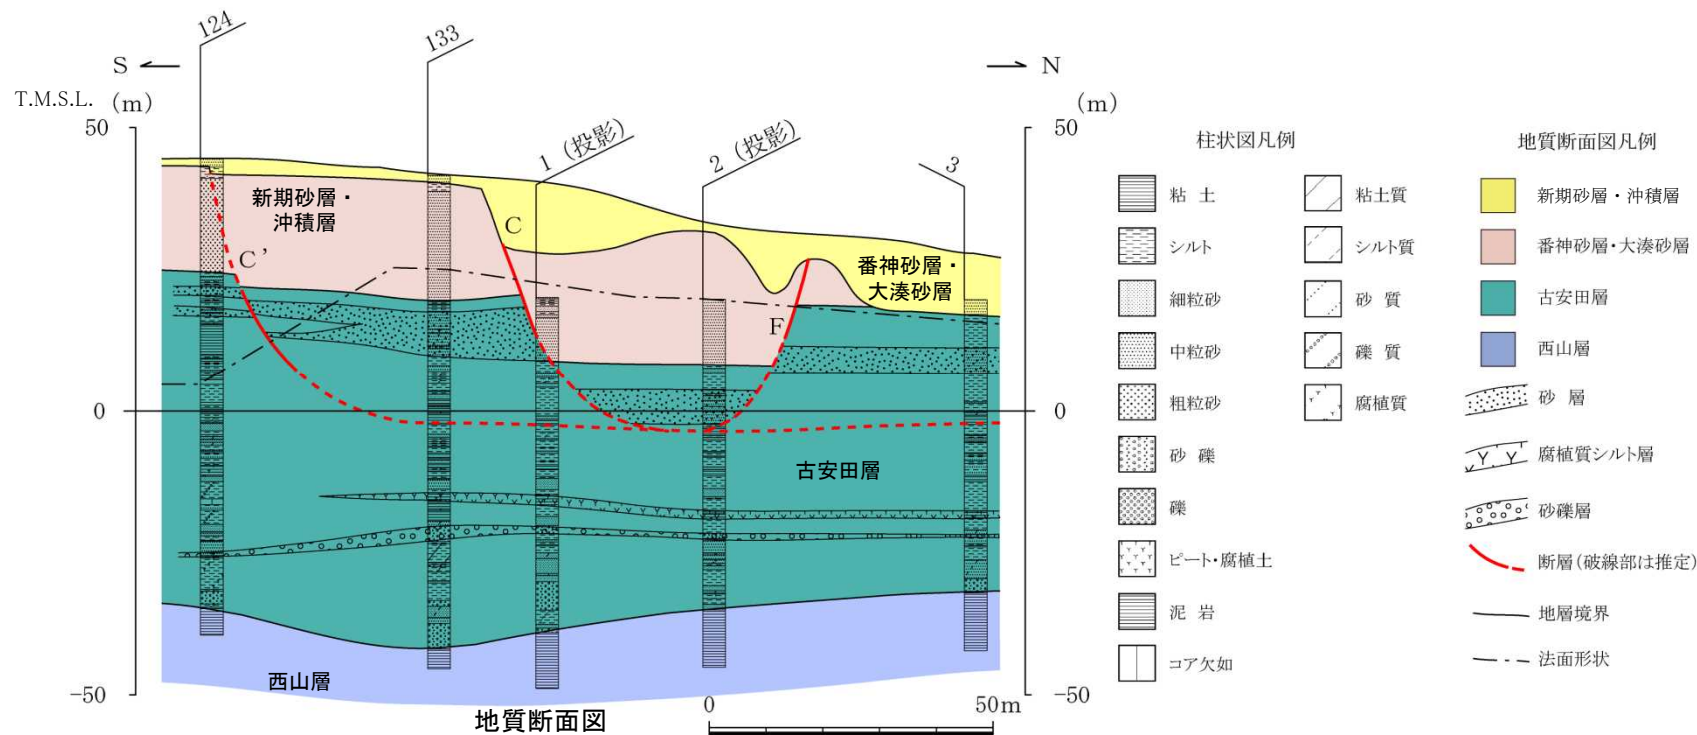 124
133
S
N
T.M.S.L.
(m)
(m)
50
50
1 (投影)
2 (投影)
3
新期砂層・
沖積層
C
C’
番神砂層・
大湊砂層
F
0
0
古安田層
西山層
-50
-50
0
50m
地質断面図
柱状図凡例
粘 土
シルト
細粒砂
中粒砂
粗粒砂
砂 礫
礫
ピート・腐植土
泥 岩
コア欠如
粘土質
シルト質
砂 質
礫 質
腐植質
地質断面図凡例
新期砂層・沖積層
番神砂層・大湊砂層
古安田層
西山層
砂 層
腐植質シルト層
砂礫層
断層(破線部は推定)
地層境界
法面形状